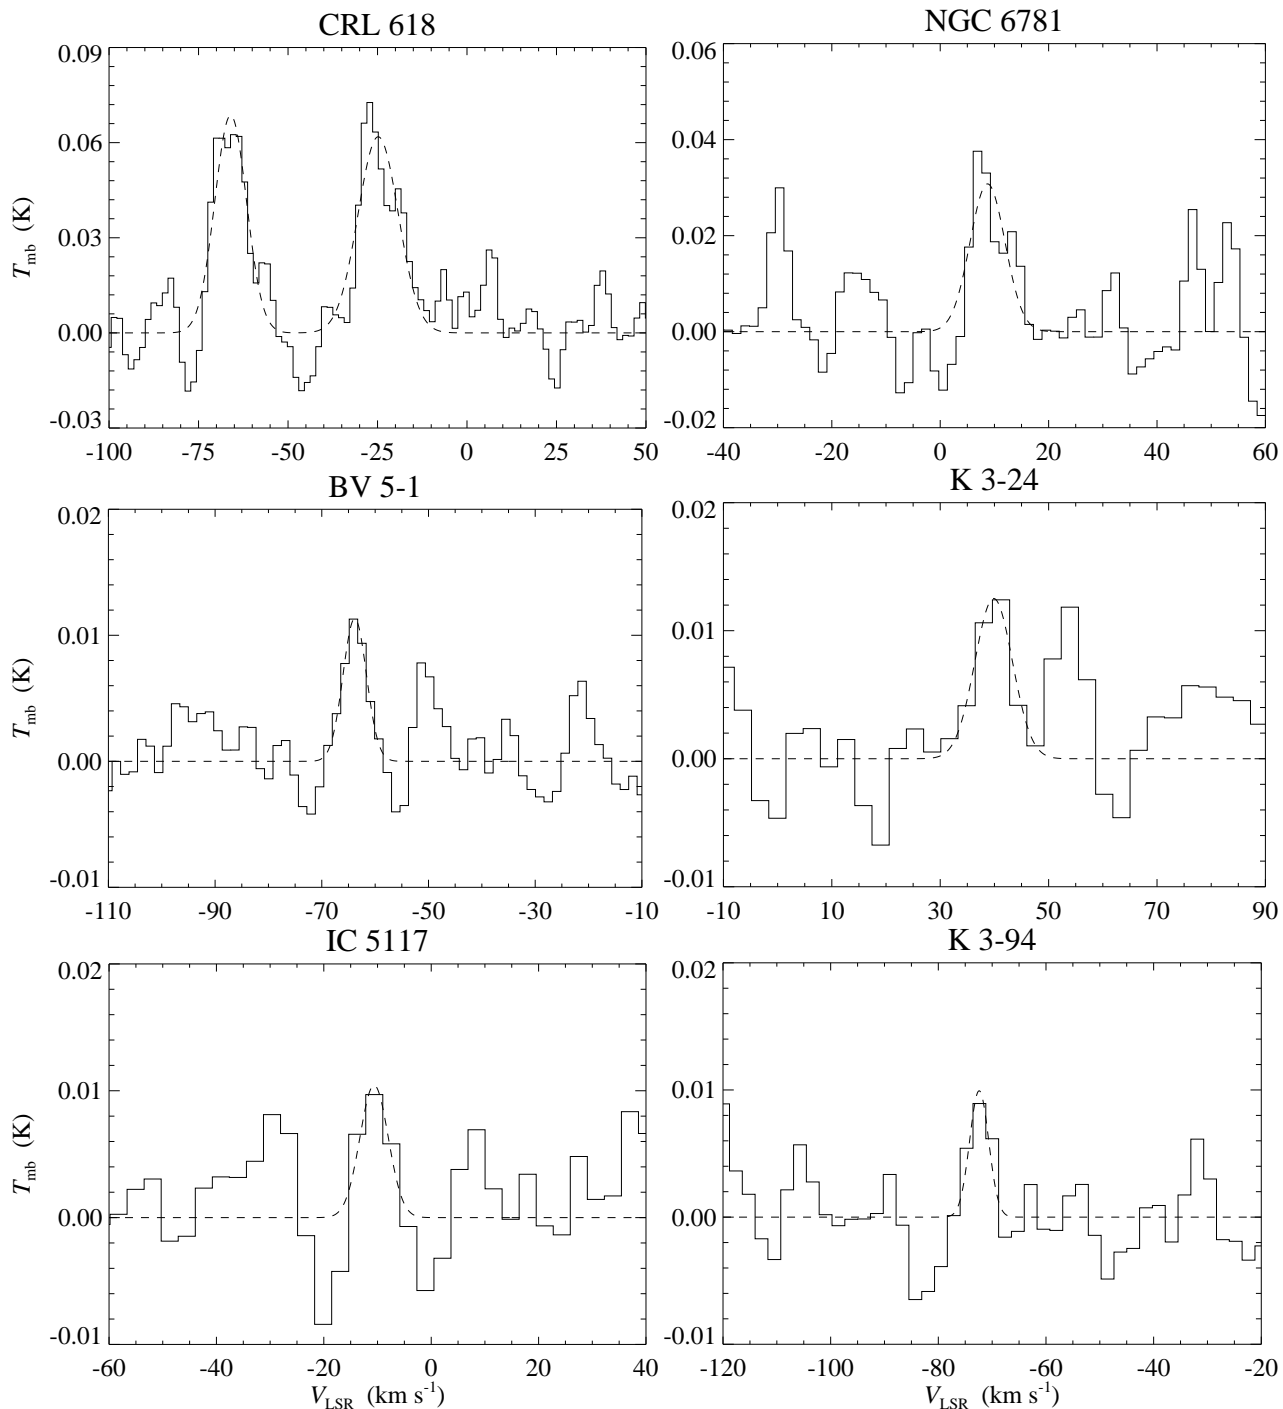 CRL 618
NGC 6781
0.09
0.06
0.03
0.00
-0.03
T_mb (K)
-100 -75 -50 -25 0 25 50
0.06
0.04
0.02
0.00
-0.02
-40 -20 0 20 40 60
BV 5-1
K 3-24
0.02
0.01
0.00
-0.01
T_mb (K)
-110 -90 -70 -50 -30 -10
0.02
0.01
0.00
-0.01
-10 10 30 50 70 90
IC 5117
K 3-94
0.02
0.01
0.00
-0.01
T_mb (K)
-60 -40 -20 0 20 40
V_LSR (km s⁻¹)
0.02
0.01
0.00
-0.01
-120 -100 -80 -60 -40 -20
V_LSR (km s⁻¹)